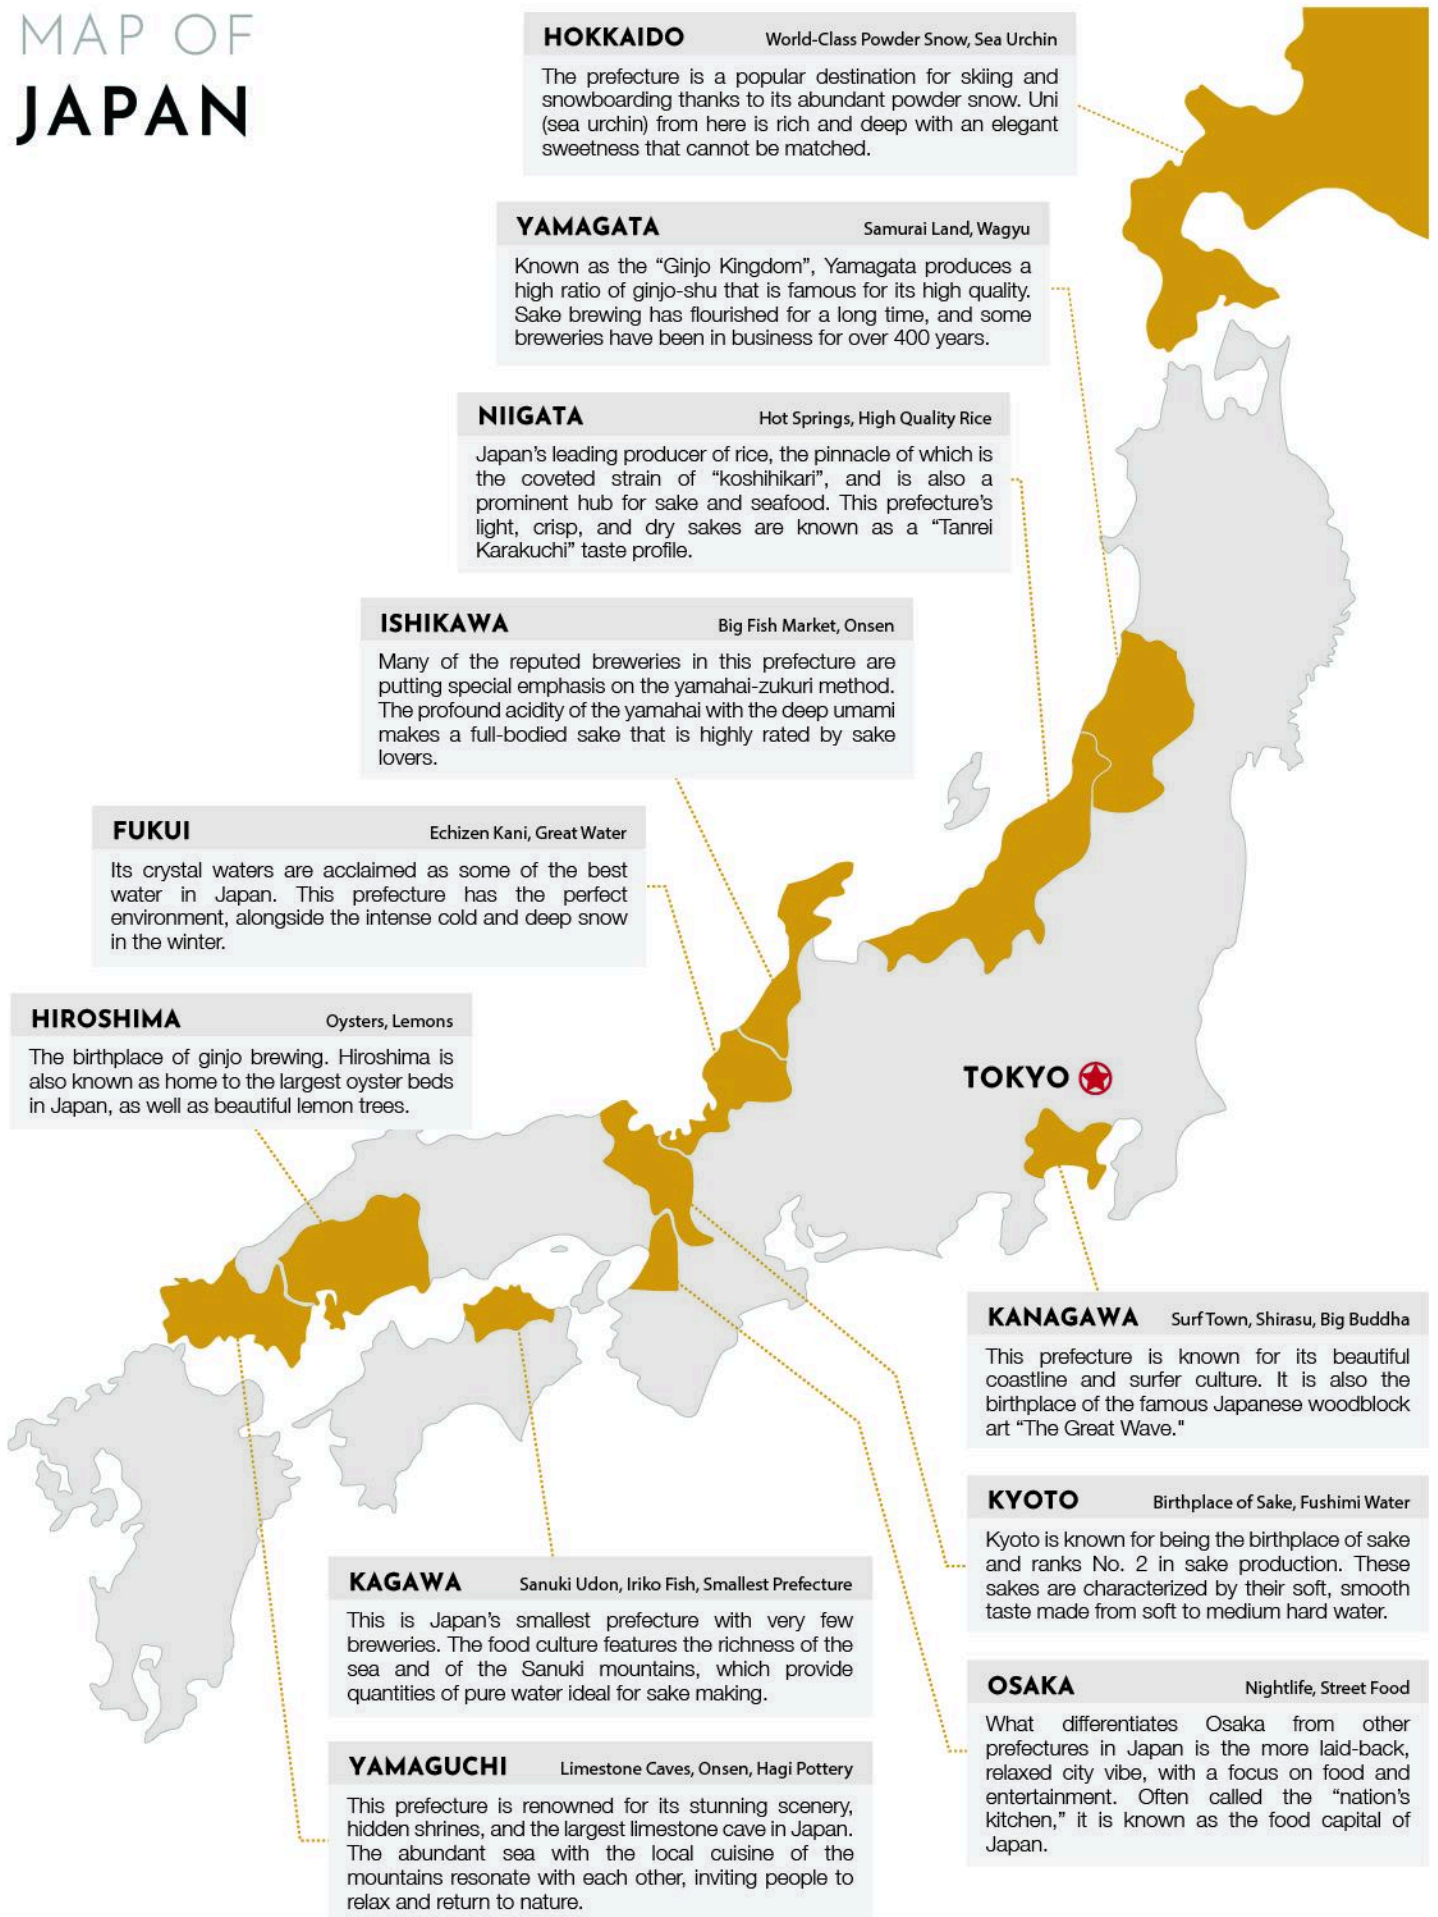 MAP OF
JAPAN
HOKKAIDO World-Class Powder Snow, Sea Urchin
The prefecture is a popular destination for skiing and
snowboarding thanks to its abundant powder snow. Uni
(sea urchin) from here is rich and deep with an elegant
sweetness that cannot be matched.
YAMAGATA Samurai Land, Wagyu
Known as the “Ginjo Kingdom”, Yamagata produces a
high ratio of ginjo-shu that is famous for its high quality.
Sake brewing has flourished for a long time, and some
breweries have been in business for over 400 years.
NIIGATA Hot Springs, High Quality Rice
Japan’s leading producer of rice, the pinnacle of which is
the coveted strain of “koshihikari”, and is also a
prominent hub for sake and seafood. This prefecture’s
light, crisp, and dry sakes are known as a “Tanrei
Karakuchi” taste profile.
ISHIKAWA Big Fish Market, Onsen
Many of the reputed breweries in this prefecture are
putting special emphasis on the yamahai-zukuri method.
The profound acidity of the yamahai with the deep umami
makes a full-bodied sake that is highly rated by sake
lovers.
FUKUI Echizen Kani, Great Water
Its crystal waters are acclaimed as some of the best
water in Japan. This prefecture has the perfect
environment, alongside the intense cold and deep snow
in the winter.
HIROSHIMA Oysters, Lemons
The birthplace of ginjo brewing. Hiroshima is
also known as home to the largest oyster beds
in Japan, as well as beautiful lemon trees.
TOKYO
KANAGAWA Surf Town, Shirasu, Big Buddha
This prefecture is known for its beautiful
coastline and surfer culture. It is also the
birthplace of the famous Japanese woodblock
art “The Great Wave."
KYOTO Birthplace of Sake, Fushimi Water
Kyoto is known for being the birthplace of sake
and ranks No. 2 in sake production. These
sakes are characterized by their soft, smooth
taste made from soft to medium hard water.
KAGAWA Sanuki Udon, Iriko Fish, Smallest Prefecture
This is Japan’s smallest prefecture with very few
breweries. The food culture features the richness of the
sea and of the Sanuki mountains, which provide
quantities of pure water ideal for sake making.
OSAKA Nightlife, Street Food
What differentiates Osaka from other
prefectures in Japan is the more laid-back,
relaxed city vibe, with a focus on food and
entertainment. Often called the “nation’s
kitchen,” it is known as the food capital of
Japan.
YAMAGUCHI Limestone Caves, Onsen, Hagi Pottery
This prefecture is renowned for its stunning scenery,
hidden shrines, and the largest limestone cave in Japan.
The abundant sea with the local cuisine of the
mountains resonate with each other, inviting people to
relax and return to nature.